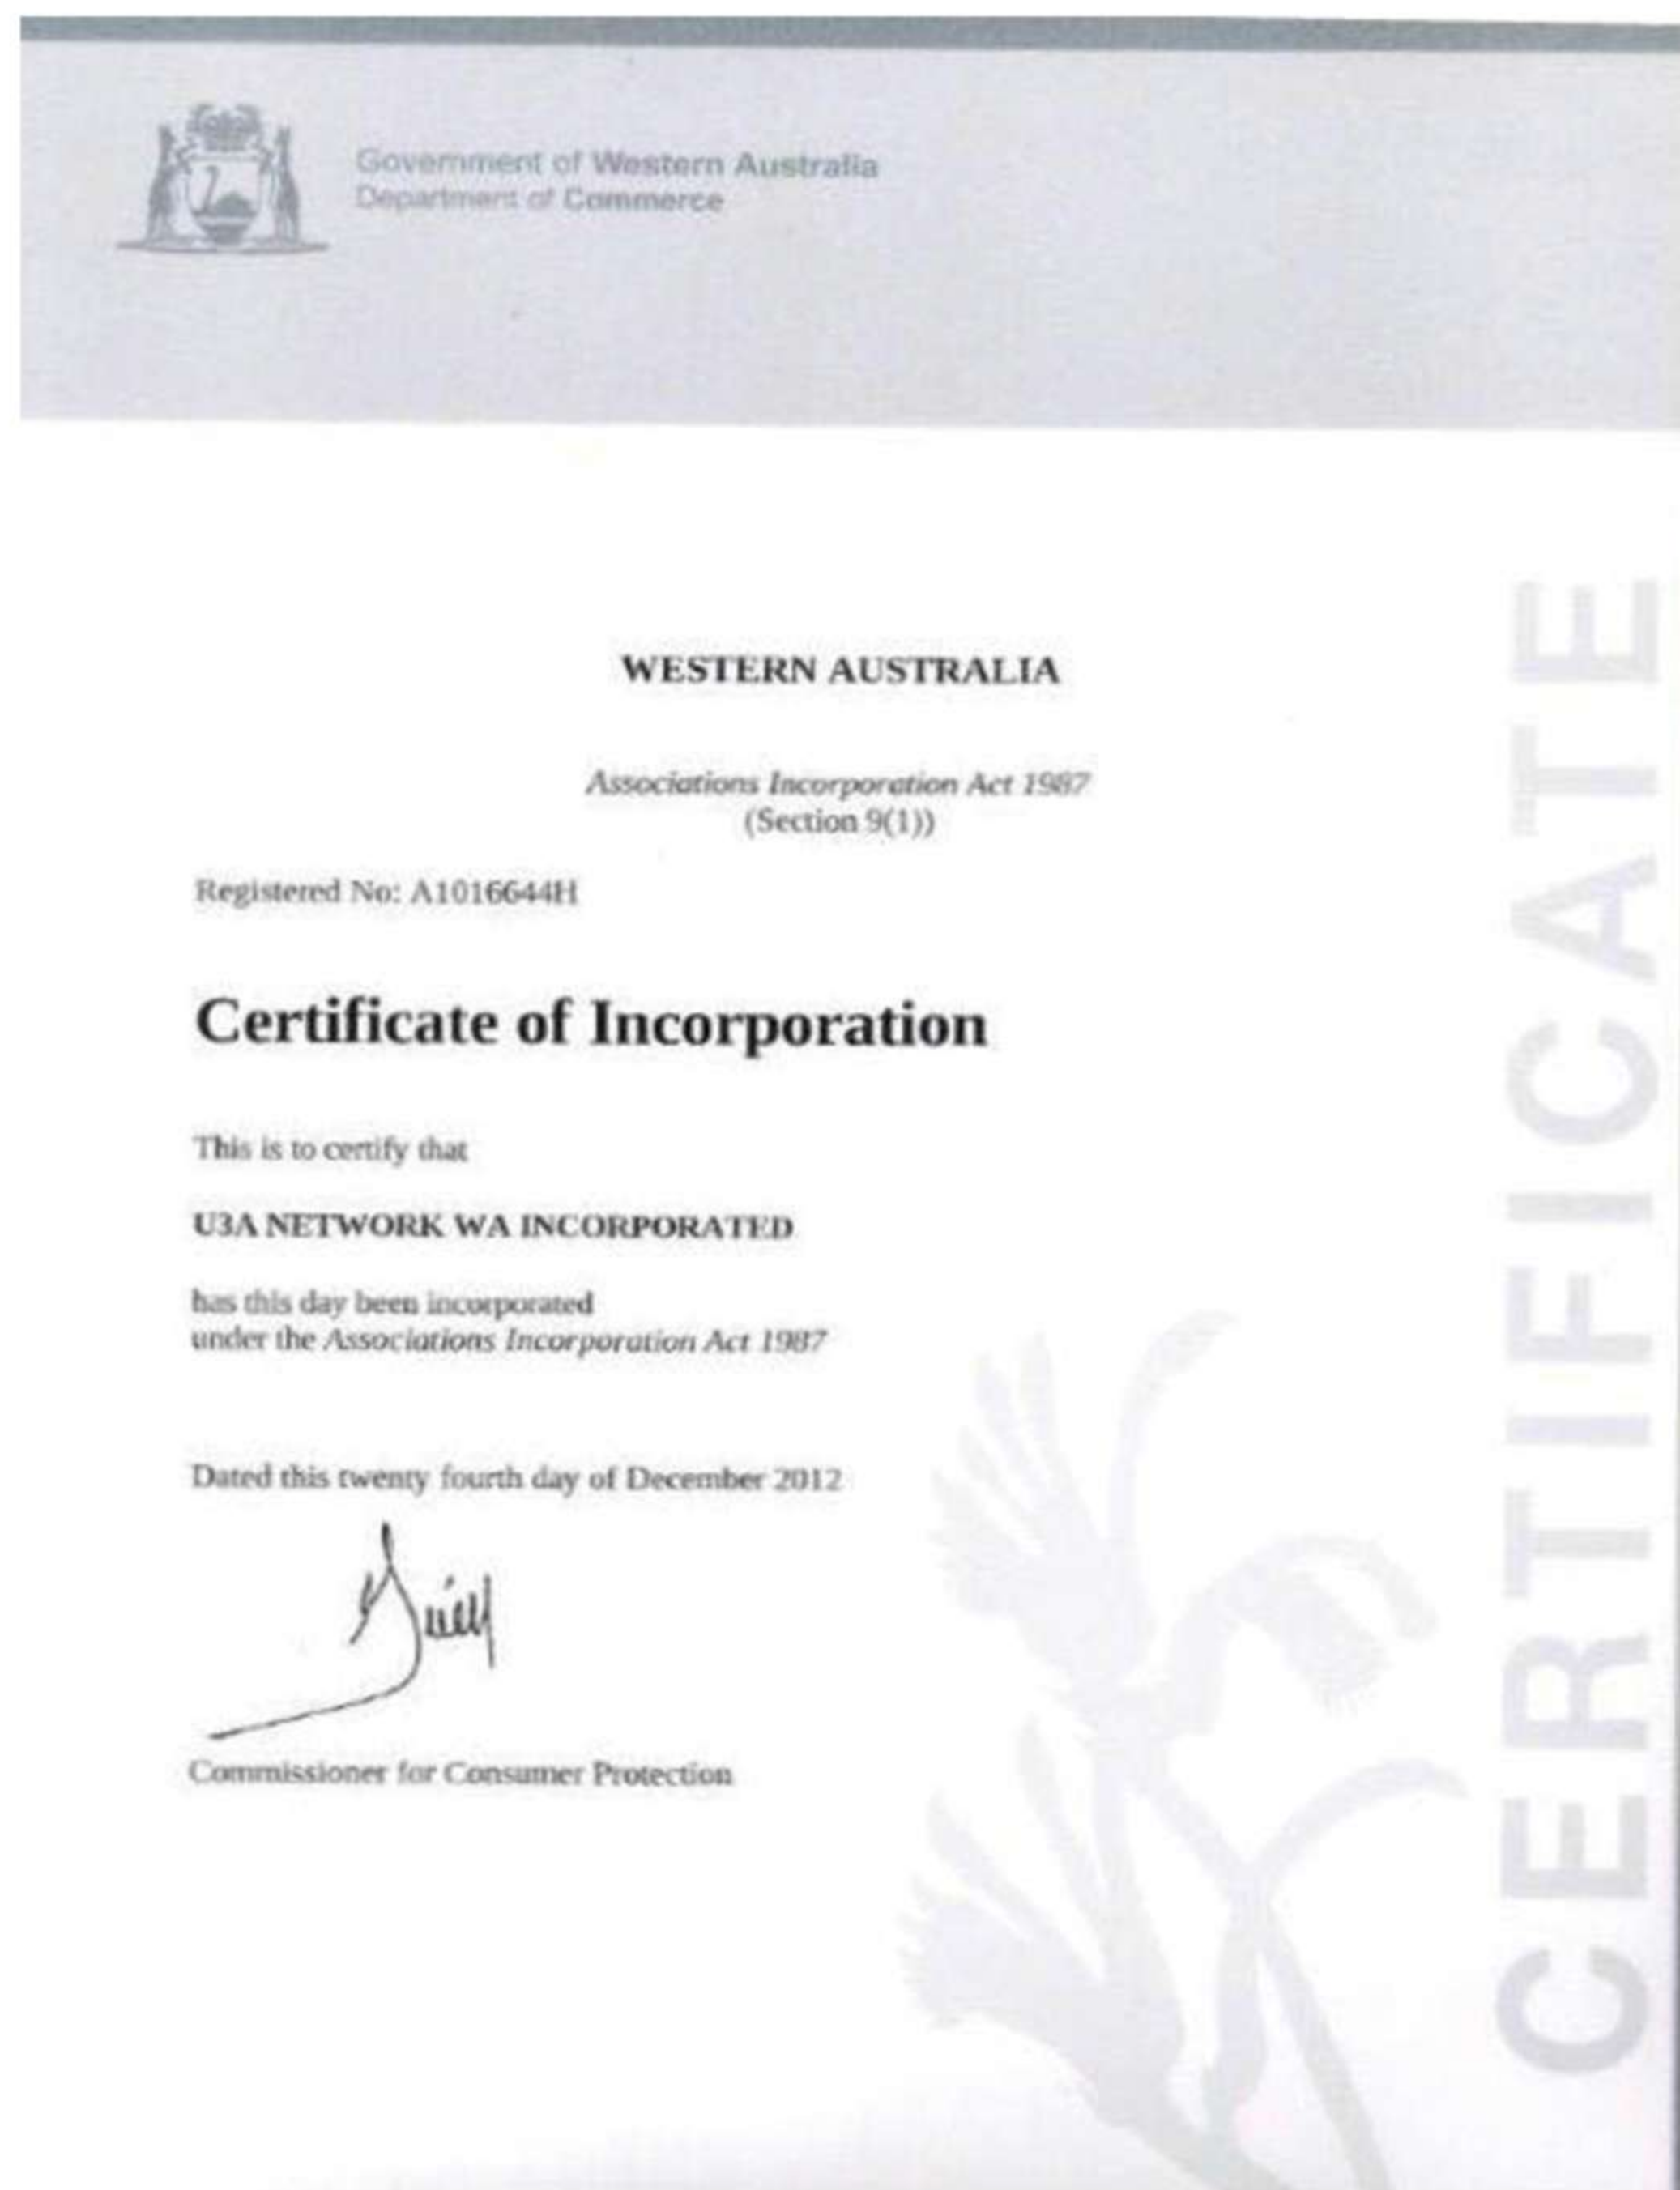 Government of Western Australia
Department of Commerce
WESTERN AUSTRALIA
Associations Incorporation Act 1987
(Section 9(1))
Registered No: A1016644H
Certificate of Incorporation
This is to certify that
U3A NETWORK WA INCORPORATED
has this day been incorporated
under the Associations Incorporation Act 1987
Dated this twenty fourth day of December 2012
Commissioner for Consumer Protection
CERTIFICATE